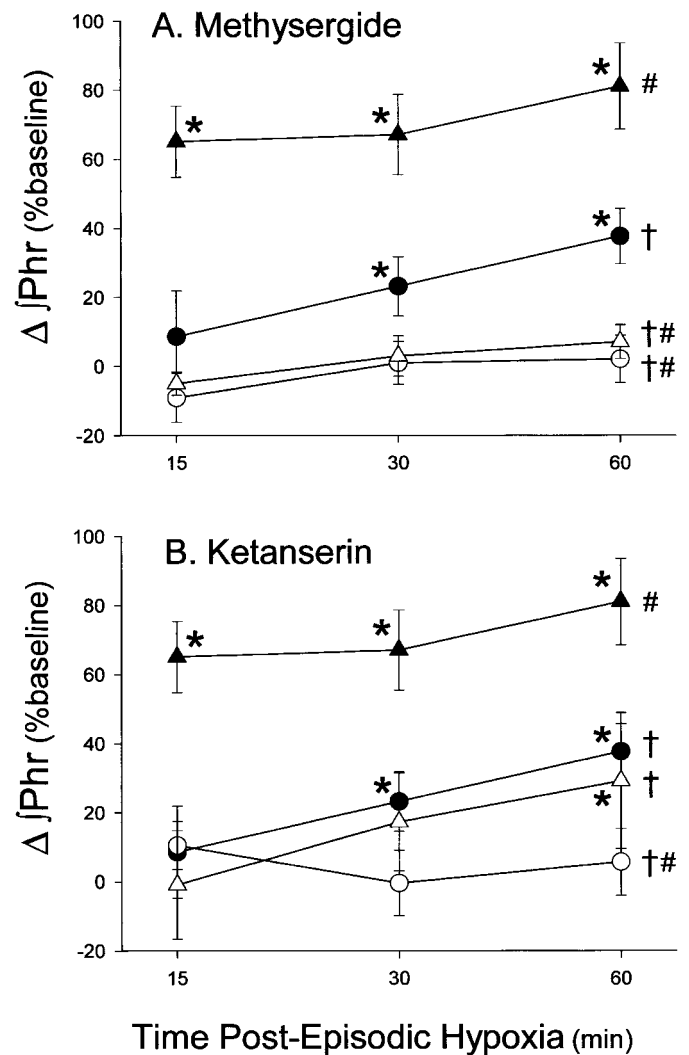 A. Methysergide
Δ ∫Phr (%baseline)
100
80
60
40
20
0
-20
* * * #
* * †
†#
†#
15 30 60
B. Ketanserin
Δ ∫Phr (%baseline)
100
80
60
40
20
0
-20
* * * #
* * †
* †
†#
15 30 60
Time Post-Episodic Hypoxia (min)